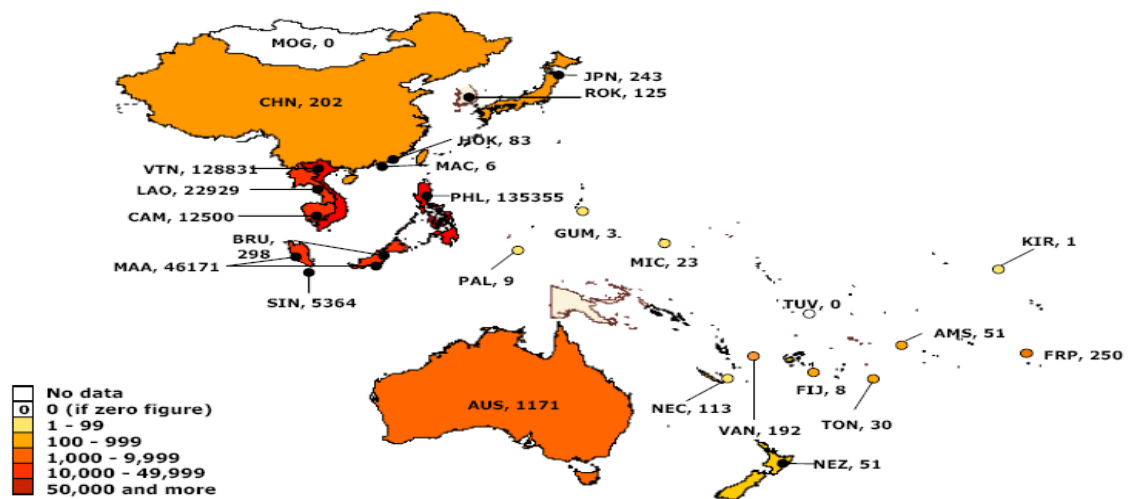 MOG, 0
JPN, 243
ROK, 125
CHN, 202
HOK, 83
MAC, 6
VTN, 128831
LAO, 22929
PHL, 135355
CAM, 12500
GUM, 3
BRU,
298
KIR, 1
MIC, 23
MAA, 46171
PAL, 9
SIN, 5364
TUV, 0
AMS, 51
FRP, 250
FIJ, 8
AUS, 1171
NEC, 113
TON, 30
VAN, 192
NEZ, 51
No data
0 0 (if zero figure)
1 - 99
100 - 999
1,000 - 9,999
10,000 - 49,999
50,000 and more